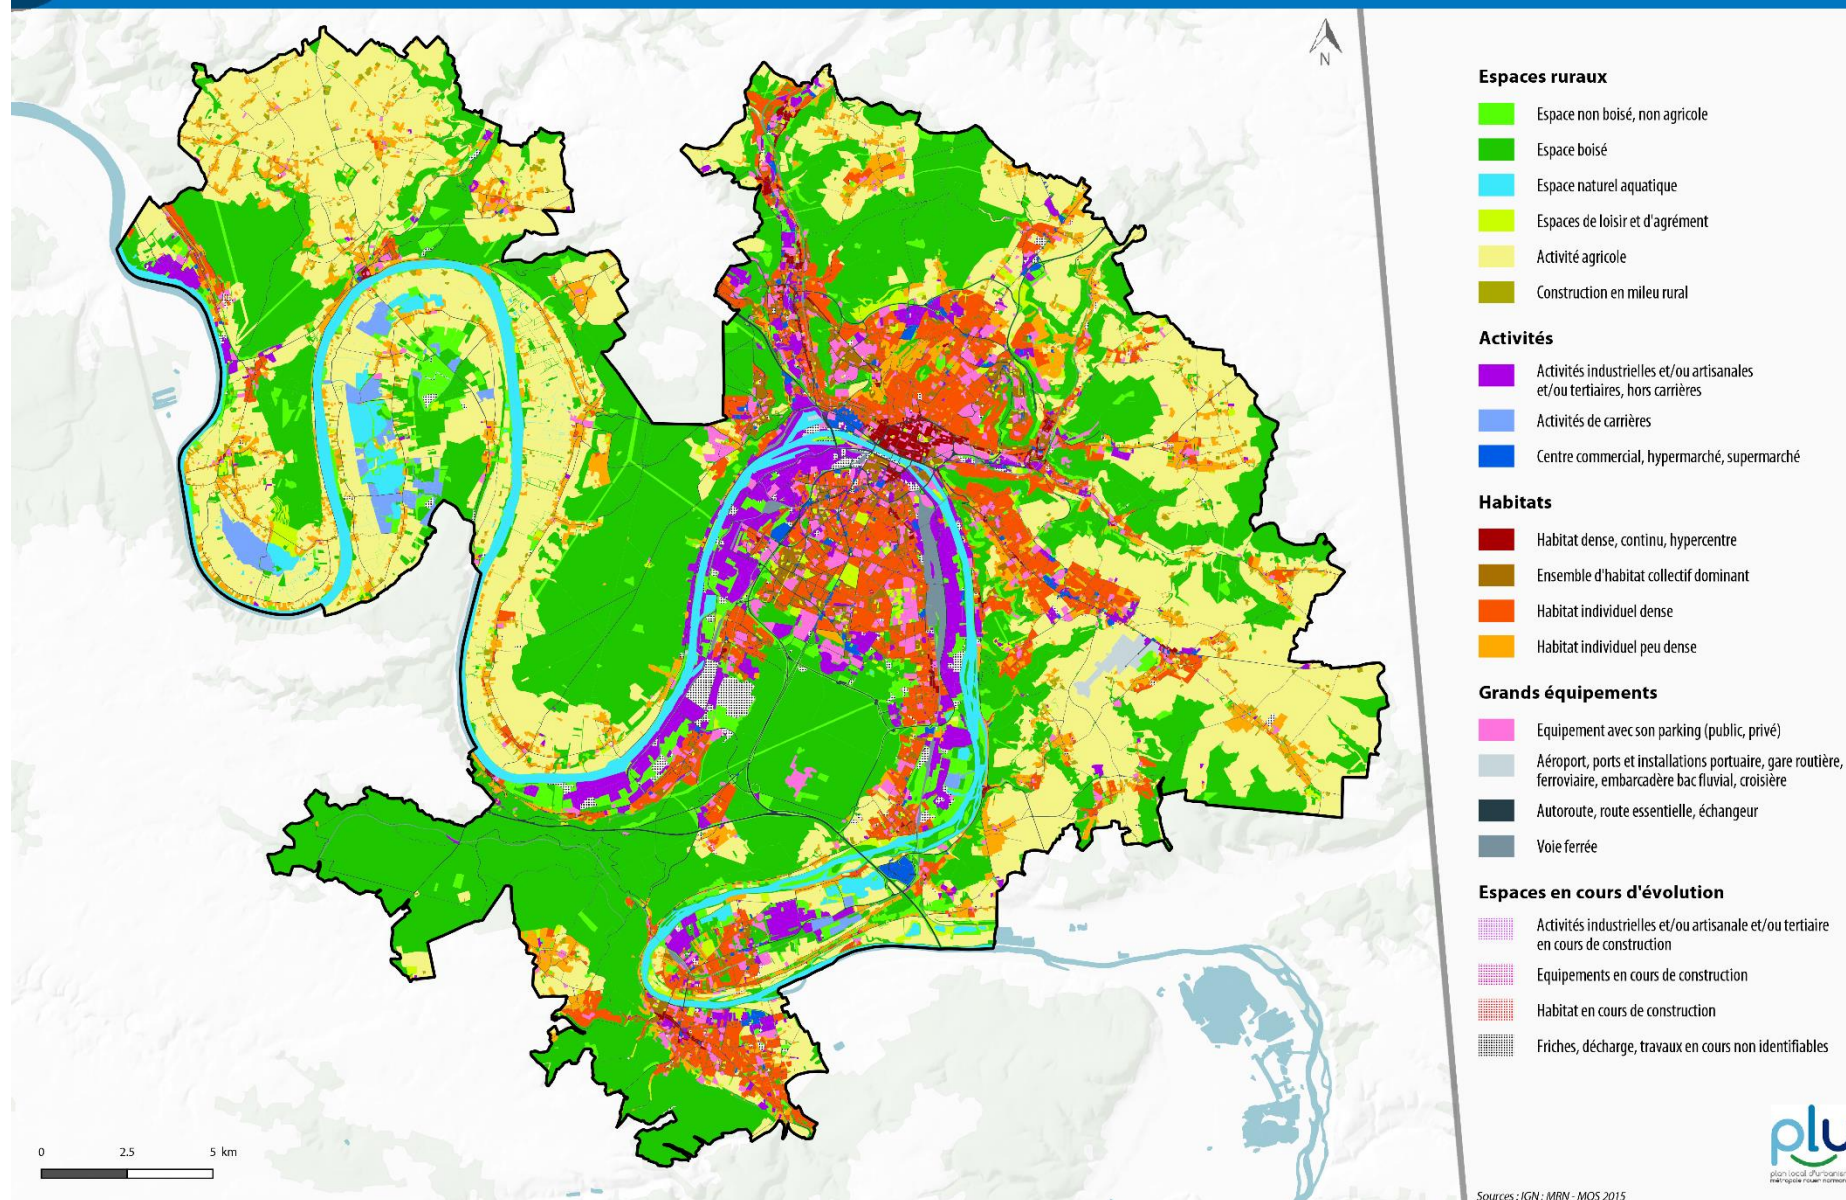 N
Espaces ruraux
Espace non boisé, non agricole
Espace boisé
Espace naturel aquatique
Espaces de loisir et d'agrément
Activité agricole
Construction en mileu rural
Activités
Activités industrielles et/ou artisanales
et/ou tertiaires, hors carrières
Activités de carrières
Centre commercial, hypermarché, supermarché
Habitats
Habitat dense, continu, hypercentre
Ensemble d'habitat collectif dominant
Habitat individuel dense
Habitat individuel peu dense
Grands équipements
Equipement avec son parking (public, privé)
Aéroport, ports et installations portuaire, gare routière,
ferroviaire, embarcadère bac fluvial, croisière
Autoroute, route essentielle, échangeur
Voie ferrée
Espaces en cours d'évolution
Activités industrielles et/ou artisanale et/ou tertiaire
en cours de construction
Equipements en cours de construction
Habitat en cours de construction
Friches, décharge, travaux en cours non identifiables
0 2.5 5 km
plu
plan local d'urbanis
métropole rouen norman
Sources : IGN ; MRN - MOS 2015